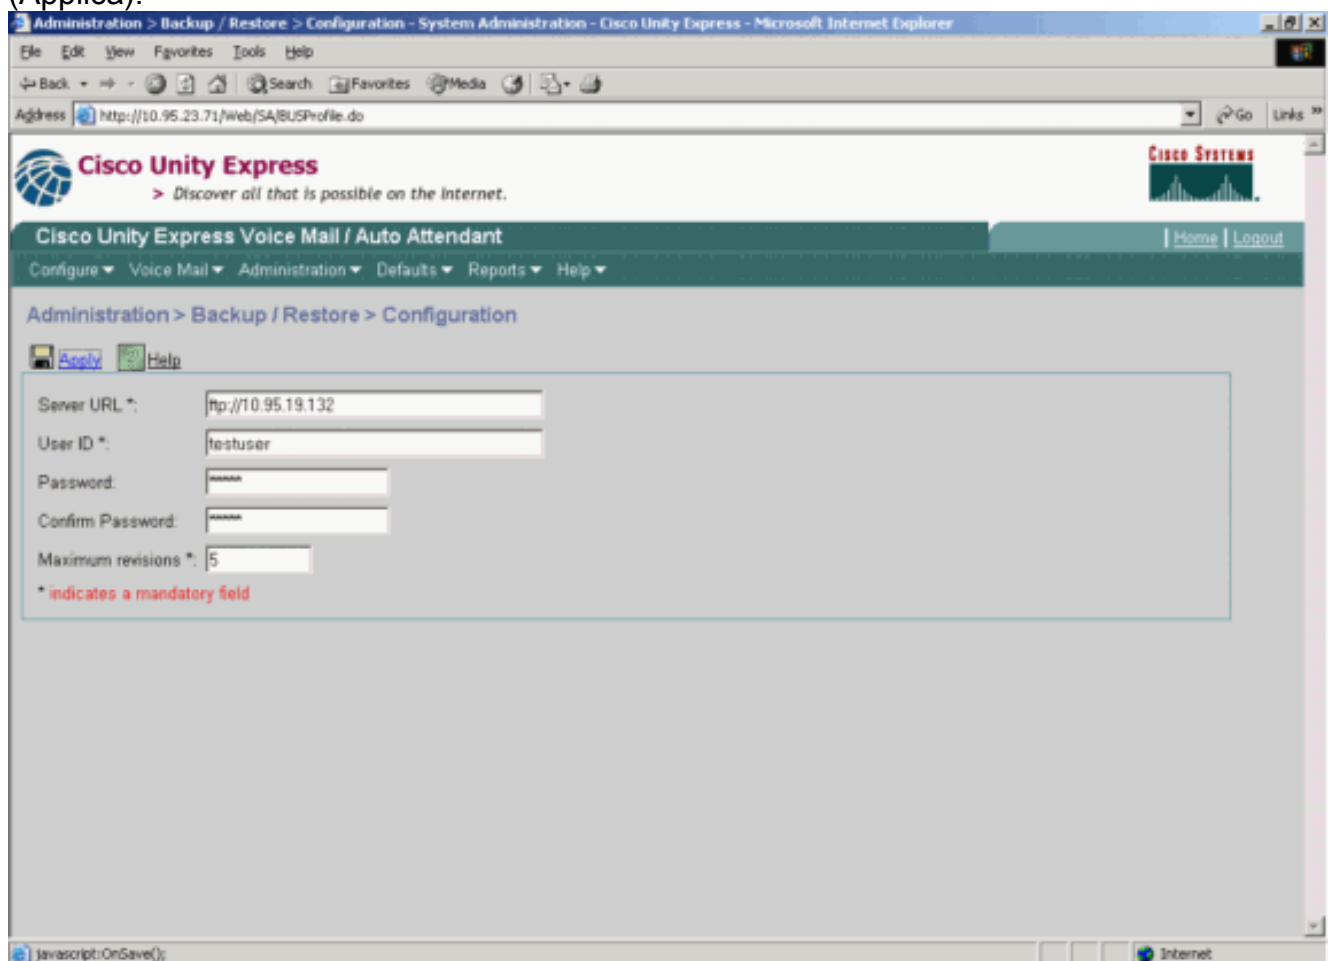 (Applica).
Administration > Backup / Restore > Configuration - System Administration - Cisco Unity Express - Microsoft Internet Explorer
File Edit View Favorites Tools Help
Back Search Favorites Media
Address http://10.95.23.71/Web/SA/BUSProfile.do Go Links »
Cisco Unity Express
> Discover all that is possible on the Internet.
CISCO SYSTEMS
Cisco Unity Express Voice Mail / Auto Attendant
| Home | Logout
Configure Voice Mail Administration Defaults Reports Help
Administration > Backup / Restore > Configuration
Apply Help
Server URL *: ftp://10.95.19.132
User ID *: testuser
Password: *****
Confirm Password: *****
Maximum revisions *: 5
* indicates a mandatory field
javascript:OnSave(); Internet